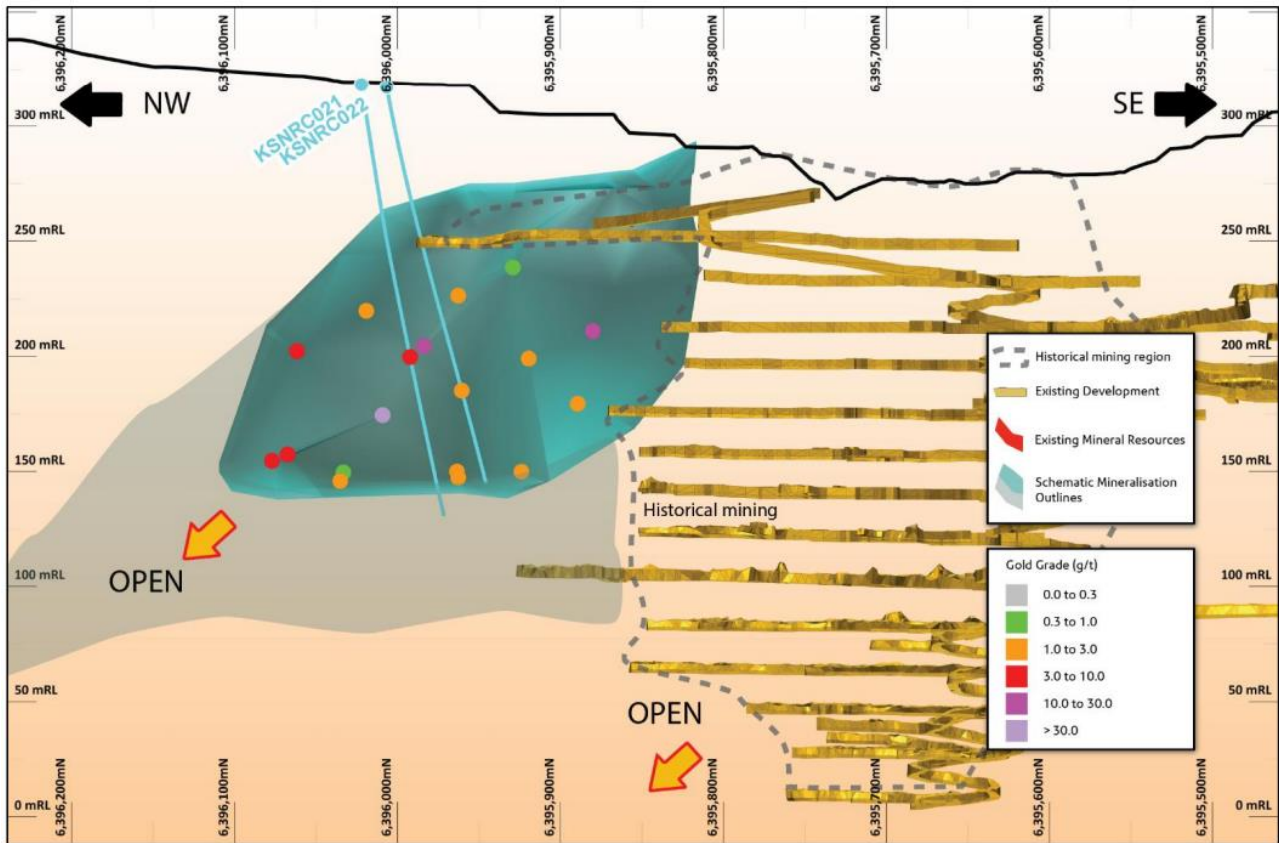 6,396,200mN
6,396,100mN
6,396,000mN
6,395,900mN
6,395,800mN
6,395,700mN
6,395,600mN
6,395,500mN
NW
SE
300 mRL
300 mRL
KSNRC021
KSNRC022
250 mRL
250 mRL
200 mRL
200 mRL
150 mRL
150 mRL
100 mRL
100 mRL
50 mRL
50 mRL
0 mRL
0 mRL
Historical mining
OPEN
OPEN
Historical mining region
Existing Development
Existing Mineral Resources
Schematic Mineralisation
Outlines
Gold Grade (g/t)
0.0 to 0.3
0.3 to 1.0
1.0 to 3.0
3.0 to 10.0
10.0 to 30.0
> 30.0
6,396,200mN
6,396,100mN
6,396,000mN
6,395,900mN
6,395,800mN
6,395,700mN
6,395,600mN
6,395,500mN